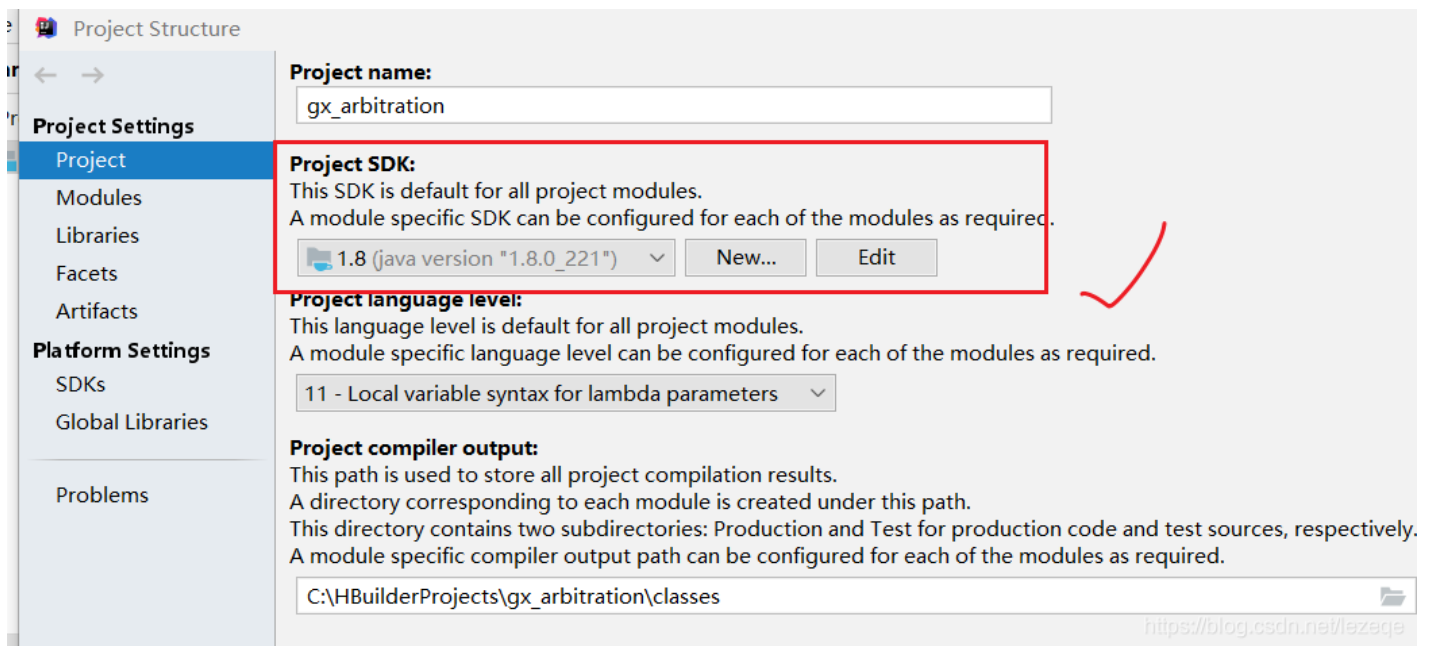 Project Structure
Project name:
gx_arbitration
Project Settings
Project
Modules
Libraries
Facets
Artifacts
Platform Settings
SDKs
Global Libraries
Problems
Project SDK:
This SDK is default for all project modules.
A module specific SDK can be configured for each of the modules as required.
1.8 (java version "1.8.0_221")
New...
Edit
Project language level:
This language level is default for all project modules.
A module specific language level can be configured for each of the modules as required.
11 - Local variable syntax for lambda parameters
Project compiler output:
This path is used to store all project compilation results.
A directory corresponding to each module is created under this path.
This directory contains two subdirectories: Production and Test for production code and test sources, respectively.
A module specific compiler output path can be configured for each of the modules as required.
C:\HBuilderProjects\gx_arbitration\classes
https://blog.csdn.net/lezeqe